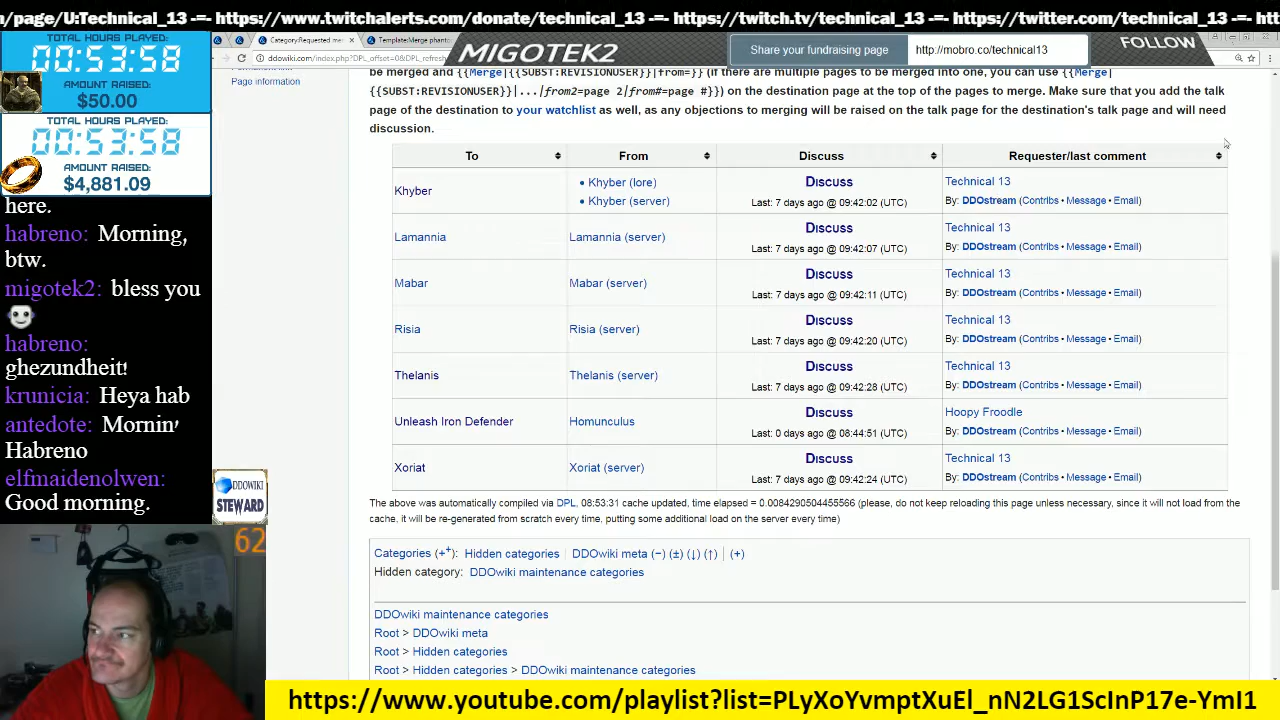 n/page/U:Technical_13 -=- https://www.twitchalerts.com/donate/technical_13 -=- https://twitch.tv/technical_13 -=- https://twitter.com/technical_13 -=- htt
TOTAL HOURS PLAYED:
00:53:58
AMOUNT RAISED:
$50.00
TOTAL HOURS PLAYED:
00:53:58
AMOUNT RAISED:
$4,881.09
here.
habreno: Morning,
btw.
migotek2: bless you
habreno:
ghezundheit!
krunicia: Heya hab
antedote: Mornin'
Habreno
elfmaidenolwen:
Good morning.
DDOWIKI
STEWARD
62
Category:Requested me
Template:Merge phant
MIGOTEK2
Share your fundraising page
http://mobro.co/technical13
FOLLOW
ddowiki.com/index.php?DPL_offset=0&DPL_refresh
Page information
be merged and {{Merge|{{SUBST:REVISIONUSER}}|from=}} (if there are multiple pages to be merged into one, you can use {{Merge|
{{SUBST:REVISIONUSER}}|...|from2=page 2|from#=page #}}) on the destination page at the top of the pages to merge. Make sure that you add the talk
page of the destination to your watchlist as well, as any objections to merging will be raised on the talk page for the destination's talk page and will need
discussion.
To From Discuss Requester/last comment
Khyber • Khyber (lore) Discuss Technical 13
• Khyber (server) Last: 7 days ago @ 09:42:02 (UTC) By: DDOstream (Contribs • Message • Email)
Lamannia Lamannia (server) Discuss Technical 13
Last: 7 days ago @ 09:42:07 (UTC) By: DDOstream (Contribs • Message • Email)
Mabar Mabar (server) Discuss Technical 13
Last: 7 days ago @ 09:42:11 (UTC) By: DDOstream (Contribs • Message • Email)
Risia Risia (server) Discuss Technical 13
Last: 7 days ago @ 09:42:20 (UTC) By: DDOstream (Contribs • Message • Email)
Thelanis Thelanis (server) Discuss Technical 13
Last: 7 days ago @ 09:42:28 (UTC) By: DDOstream (Contribs • Message • Email)
Unleash Iron Defender Homunculus Discuss Hoopy Froodle
Last: 0 days ago @ 08:44:51 (UTC) By: DDOstream (Contribs • Message • Email)
Xoriat Xoriat (server) Discuss Technical 13
Last: 7 days ago @ 09:42:24 (UTC) By: DDOstream (Contribs • Message • Email)
The above was automatically compiled via DPL, 08:53:31 cache updated, time elapsed = 0.0084290504455566 (please, do not keep reloading this page unless necessary, since it will not load from the
cache, it will be re-generated from scratch every time, putting some additional load on the server every time)
Categories (++): Hidden categories | DDOwiki meta (−) (±) (↓) (↑) | (+)
Hidden category: DDOwiki maintenance categories
DDOwiki maintenance categories
Root > DDOwiki meta
Root > Hidden categories
Root > Hidden categories > DDOwiki maintenance categories
https://www.youtube.com/playlist?list=PLyXoYvmptXuEl_nN2LG1ScInP17e-YmI1